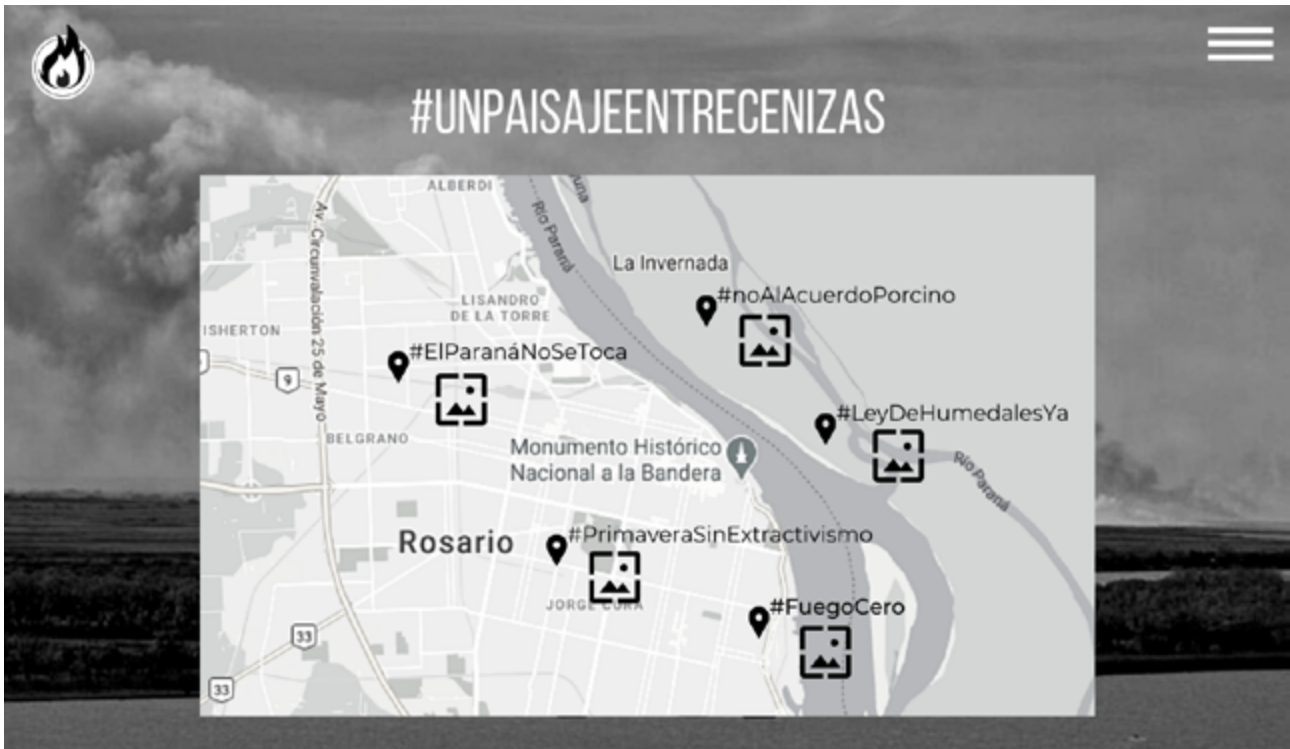 #UNPAISAJEENTRECENIZAS
ALBERDI
Av. Circunvalación 25 de Mayo
Río Paraná
La Invernada
#noAlAcuerdoPorcino
LISANDRO
DE LA TORRE
ISHERTON
#ElParanáNoSeToca
9
#LeyDeHumedalesYa
BELGRANO
Monumento Histórico
Nacional a la Bandera
Río Paraná
Rosario
#PrimaveraSinExtractivismo
JORGE CURA
#FuegoCero
33
33